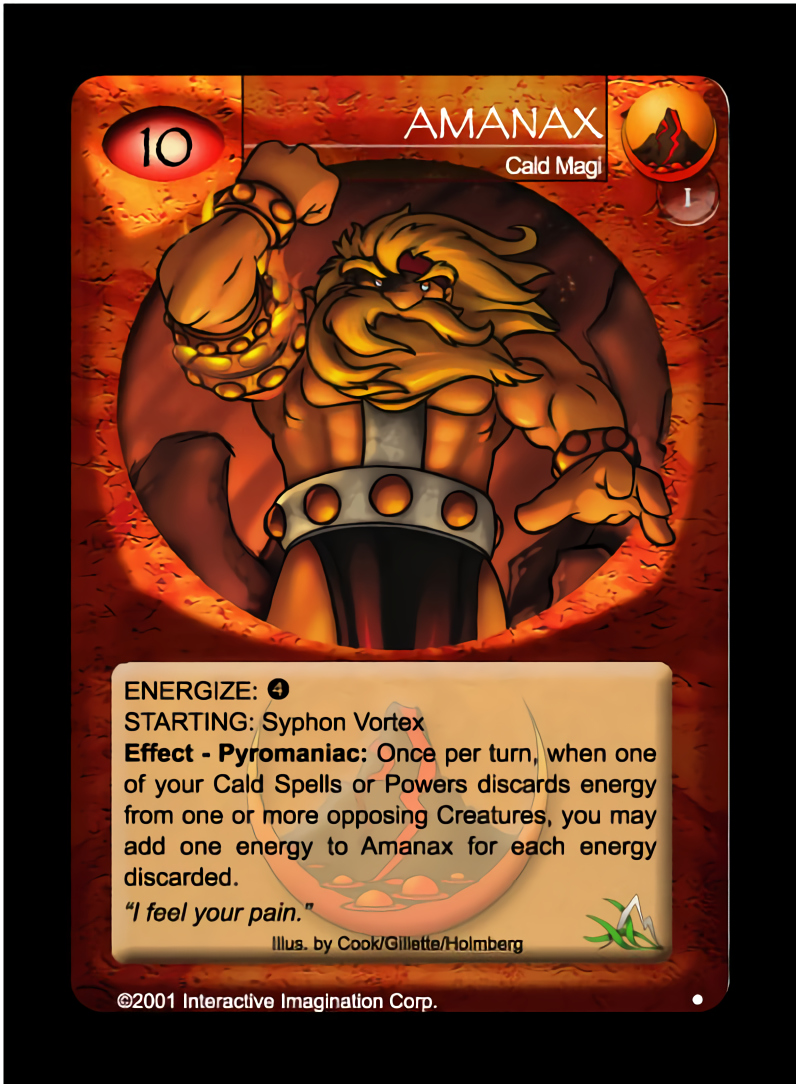 10
AMANAX
Cald Magi
I
ENERGIZE: 4
STARTING: Syphon Vortex
Effect - Pyromaniac: Once per turn, when one
of your Cald Spells or Powers discards energy
from one or more opposing Creatures, you may
add one energy to Amanax for each energy
discarded.
"I feel your pain."
Illus. by Cook/Gillette/Holmberg
©2001 Interactive Imagination Corp.